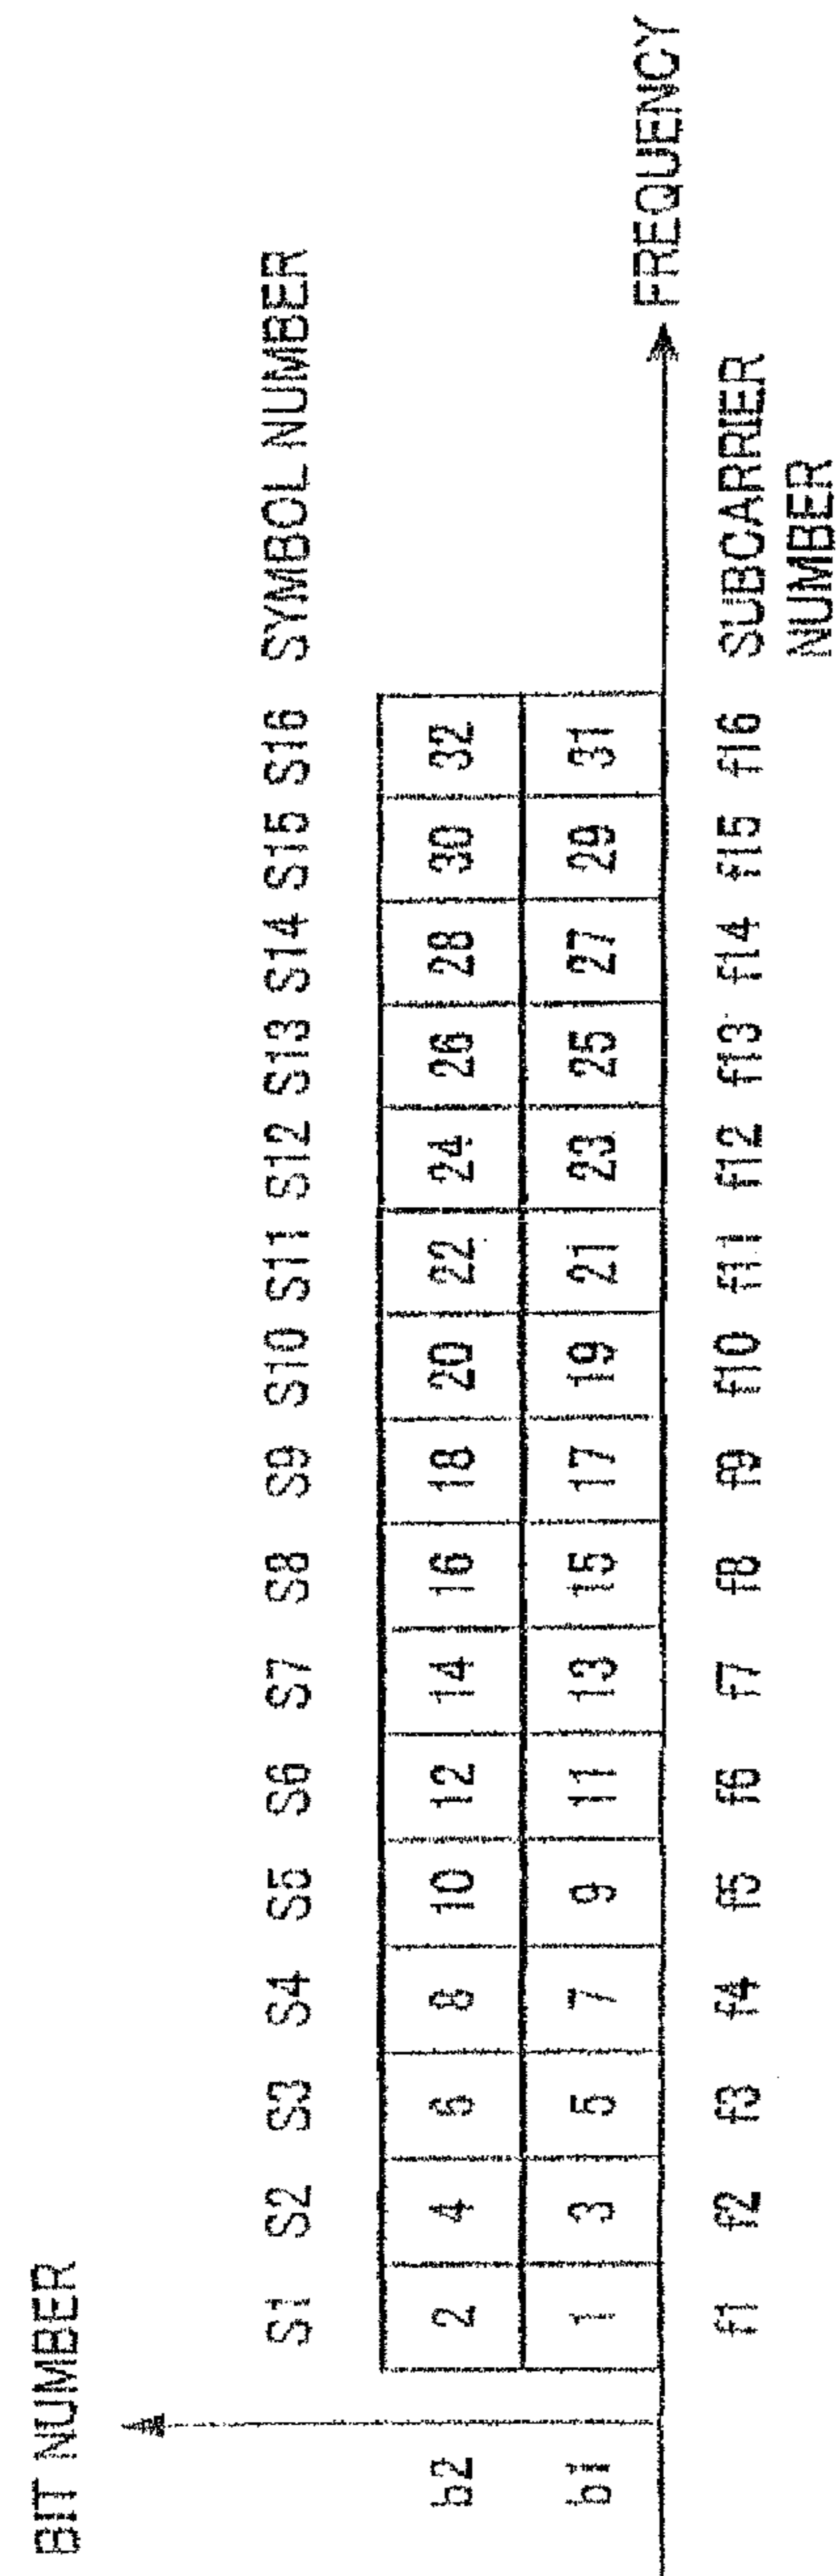 BIT NUMBER
S1 S2 S3 S4 S5 S6 S7 S8 S9 S10 S11 S12 S13 S14 S15 S16 SYMBOL NUMBER
b2 2 4 6 8 10 12 14 16 18 20 22 24 26 28 30 32
b1 1 3 5 7 9 11 13 15 17 19 21 23 25 27 29 31
FREQUENCY
f1 f2 f3 f4 f5 f6 f7 f8 f9 f10 f11 f12 f13 f14 f15 f16 SUBCARRIER
NUMBER